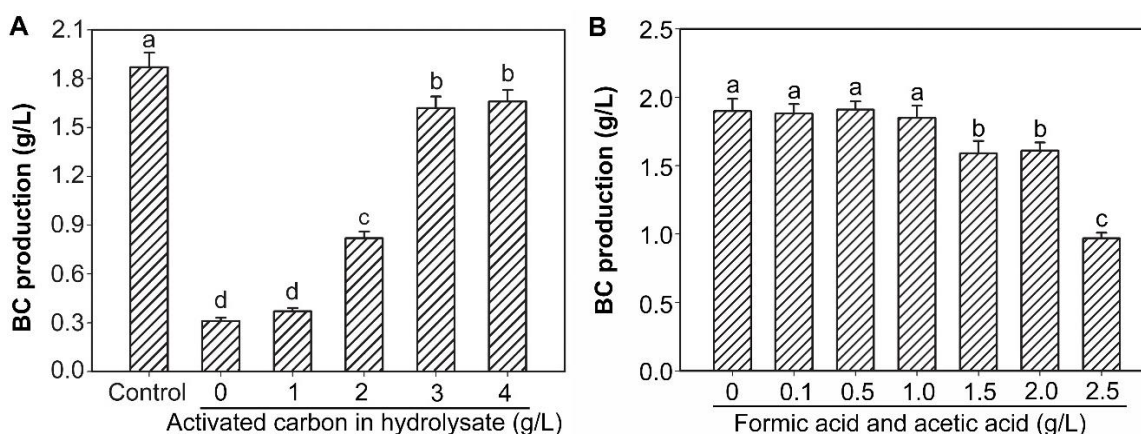 A
BC production (g/L)
2.1
1.8
1.5
1.2
0.9
0.6
0.3
0.0
a
d
d
c
b
b
Control 0 1 2 3 4
Activated carbon in hydrolysate (g/L)
B
BC production (g/L)
2.5
2.0
1.5
1.0
0.5
0.0
a
a
a
a
b
b
c
0 0.1 0.5 1.0 1.5 2.0 2.5
Formic acid and acetic acid (g/L)